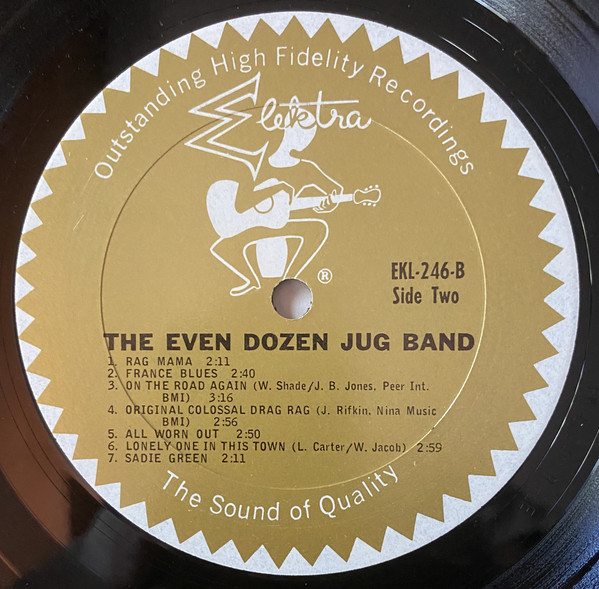 Outstanding High Fidelity Recordings
Elektra
®
EKL-246-B
Side Two
THE EVEN DOZEN JUG BAND
1. RAG MAMA 2:11
2. FRANCE BLUES 2:40
3. ON THE ROAD AGAIN (W. Shade/J. B. Jones, Peer Int.
BMI) 3:16
4. ORIGINAL COLOSSAL DRAG RAG (J. Rifkin, Nina Music
BMI) 2:56
5. ALL WORN OUT 2:50
6. LONELY ONE IN THIS TOWN (L. Carter/W. Jacob) 2:59
7. SADIE GREEN 2:11
The Sound of Quality